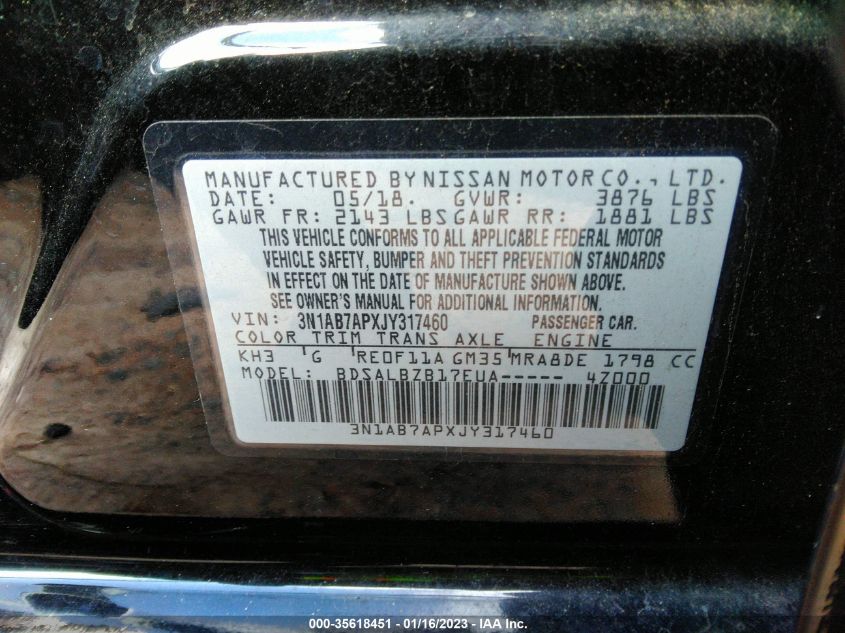 MANUFACTURED BY NISSAN MOTOR CO., LTD.
DATE: 05/18. GVWR: 3876 LBS
GAWR FR: 2143 LBS GAWR RR: 1881 LBS
THIS VEHICLE CONFORMS TO ALL APPLICABLE FEDERAL MOTOR
VEHICLE SAFETY, BUMPER AND THEFT PREVENTION STANDARDS
IN EFFECT ON THE DATE OF MANUFACTURE SHOWN ABOVE.
SEE OWNER'S MANUAL FOR ADDITIONAL INFORMATION.
VIN: 3N1AB7APXJY317460 PASSENGER CAR.
COLOR TRIM TRANS AXLE ENGINE
KH3 G RE0F11A GM35 MRA8DE 1798 CC
MODEL: BDSALBZB17EUA----- 4Z000
3N1AB7APXJY317460
000-35618451 - 01/16/2023 - IAA Inc.